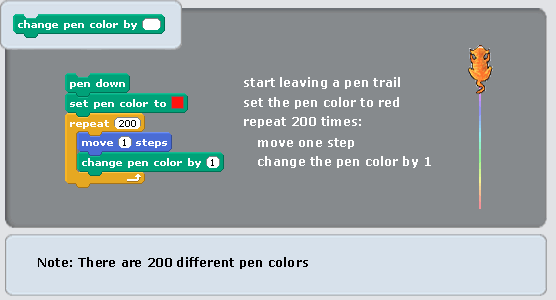 change pen color by
pen down
set pen color to
repeat 200
move 1 steps
change pen color by 1
start leaving a pen trail
set the pen color to red
repeat 200 times:
move one step
change the pen color by 1
Note: There are 200 different pen colors